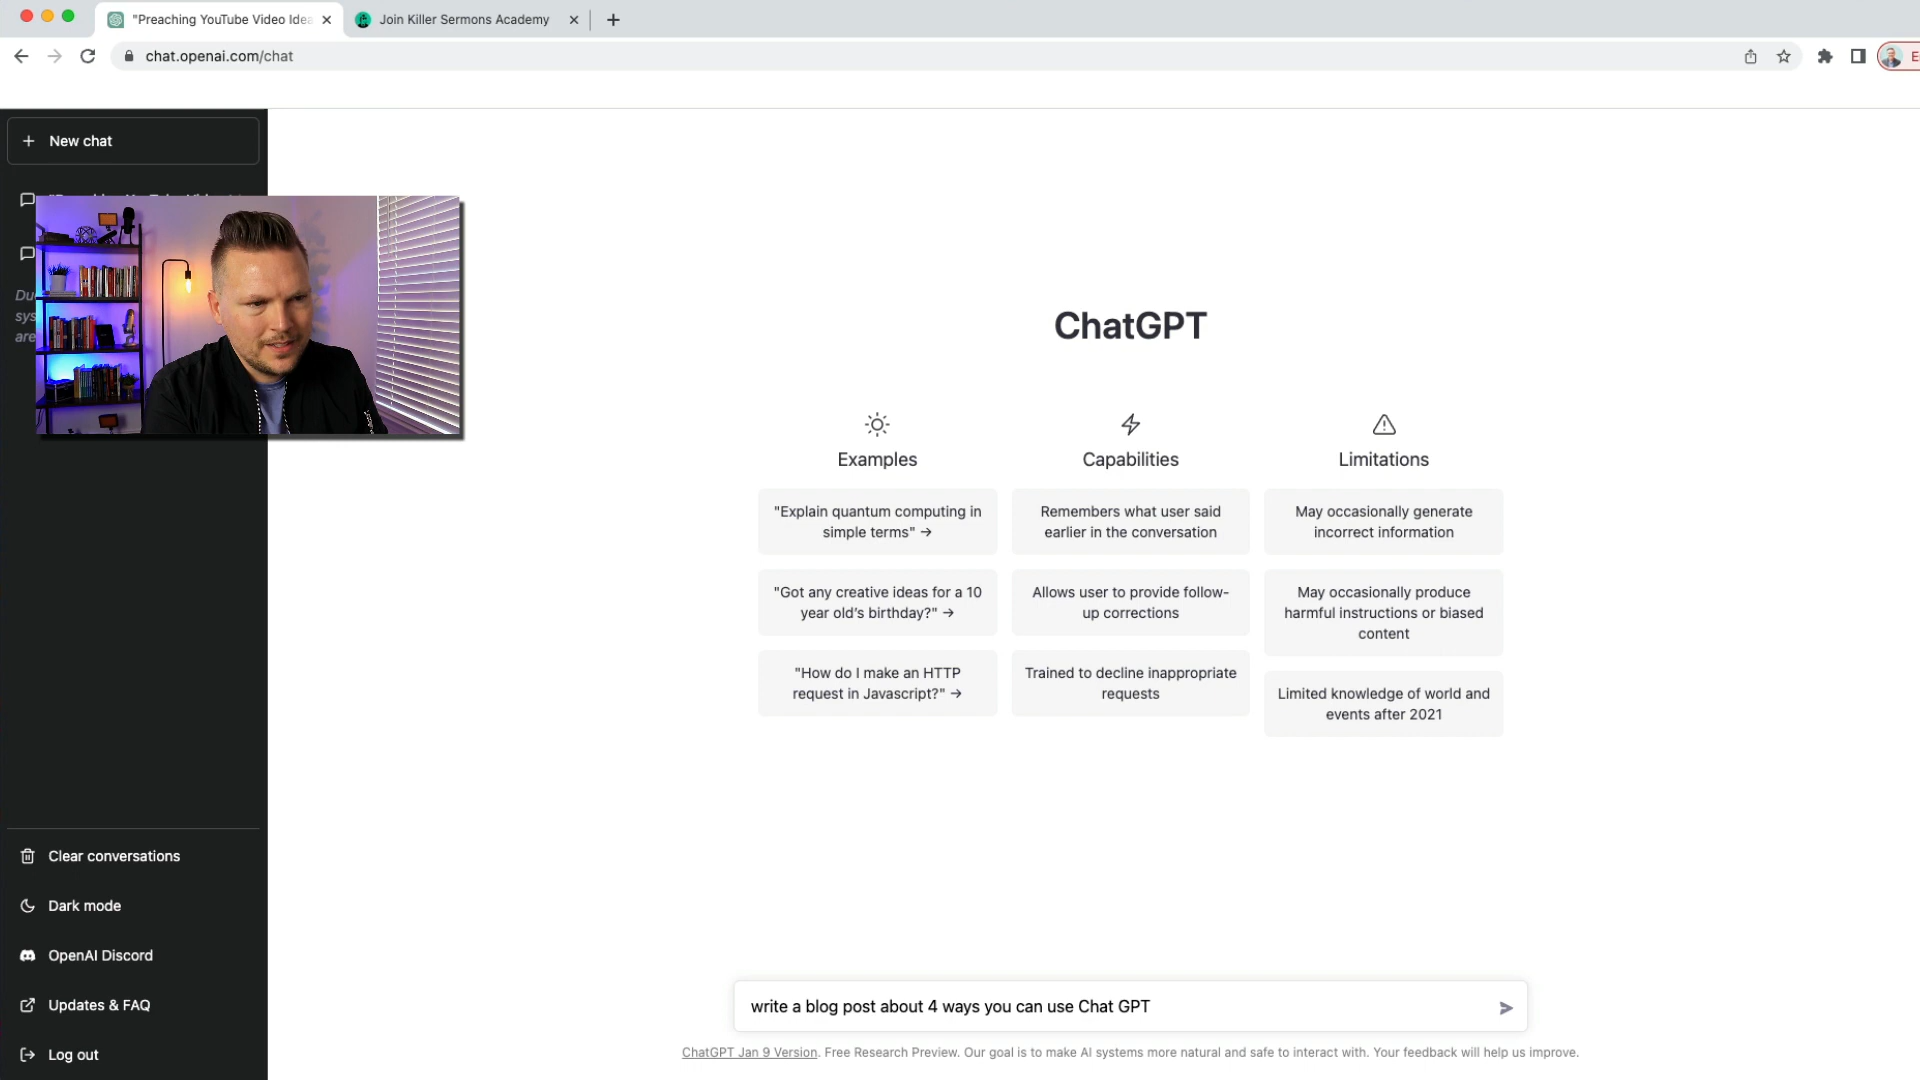 "Preaching YouTube Video Idea
Join Killer Sermons Academy
chat.openai.com/chat
E
New chat
Du
sys
are
Clear conversations
Dark mode
OpenAI Discord
Updates & FAQ
Log out
ChatGPT
Examples
"Explain quantum computing in
simple terms" →
"Got any creative ideas for a 10
year old's birthday?" →
"How do I make an HTTP
request in Javascript?" →
Capabilities
Remembers what user said
earlier in the conversation
Allows user to provide follow-
up corrections
Trained to decline inappropriate
requests
Limitations
May occasionally generate
incorrect information
May occasionally produce
harmful instructions or biased
content
Limited knowledge of world and
events after 2021
write a blog post about 4 ways you can use Chat GPT
ChatGPT Jan 9 Version. Free Research Preview. Our goal is to make AI systems more natural and safe to interact with. Your feedback will help us improve.